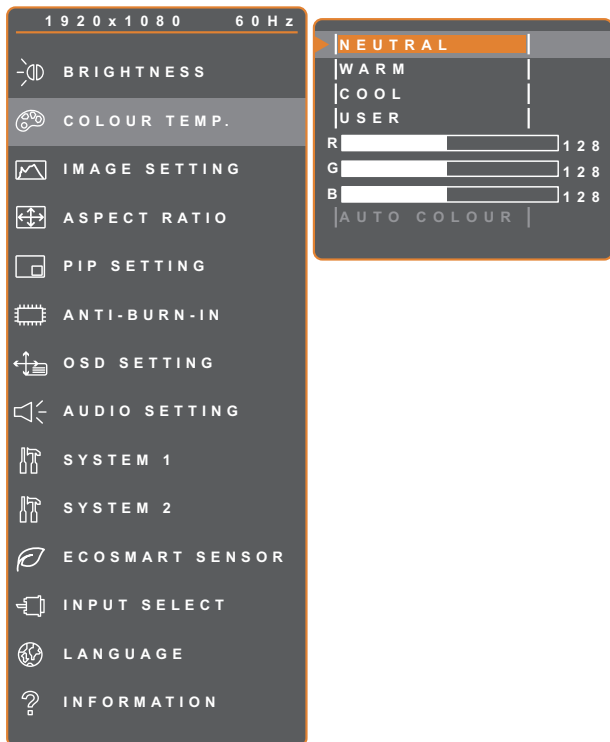 1920x1080 60Hz
BRIGHTNESS
COLOUR TEMP.
IMAGE SETTING
ASPECT RATIO
PIP SETTING
ANTI-BURN-IN
OSD SETTING
AUDIO SETTING
SYSTEM 1
SYSTEM 2
ECOSMART SENSOR
INPUT SELECT
LANGUAGE
INFORMATION
NEUTRAL
WARM
COOL
USER
R 128
G 128
B 128
AUTO COLOUR